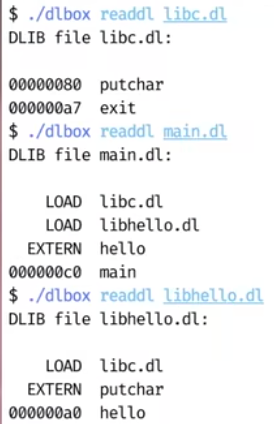 $ ./dlbox readdl libc.dl
DLIB file libc.dl:

00000080  putchar
000000a7  exit
$ ./dlbox readdl main.dl
DLIB file main.dl:

    LOAD  libc.dl
    LOAD  libhello.dl
  EXTERN  hello
000000c0  main
$ ./dlbox readdl libhello.dl
DLIB file libhello.dl:

    LOAD  libc.dl
  EXTERN  putchar
000000a0  hello